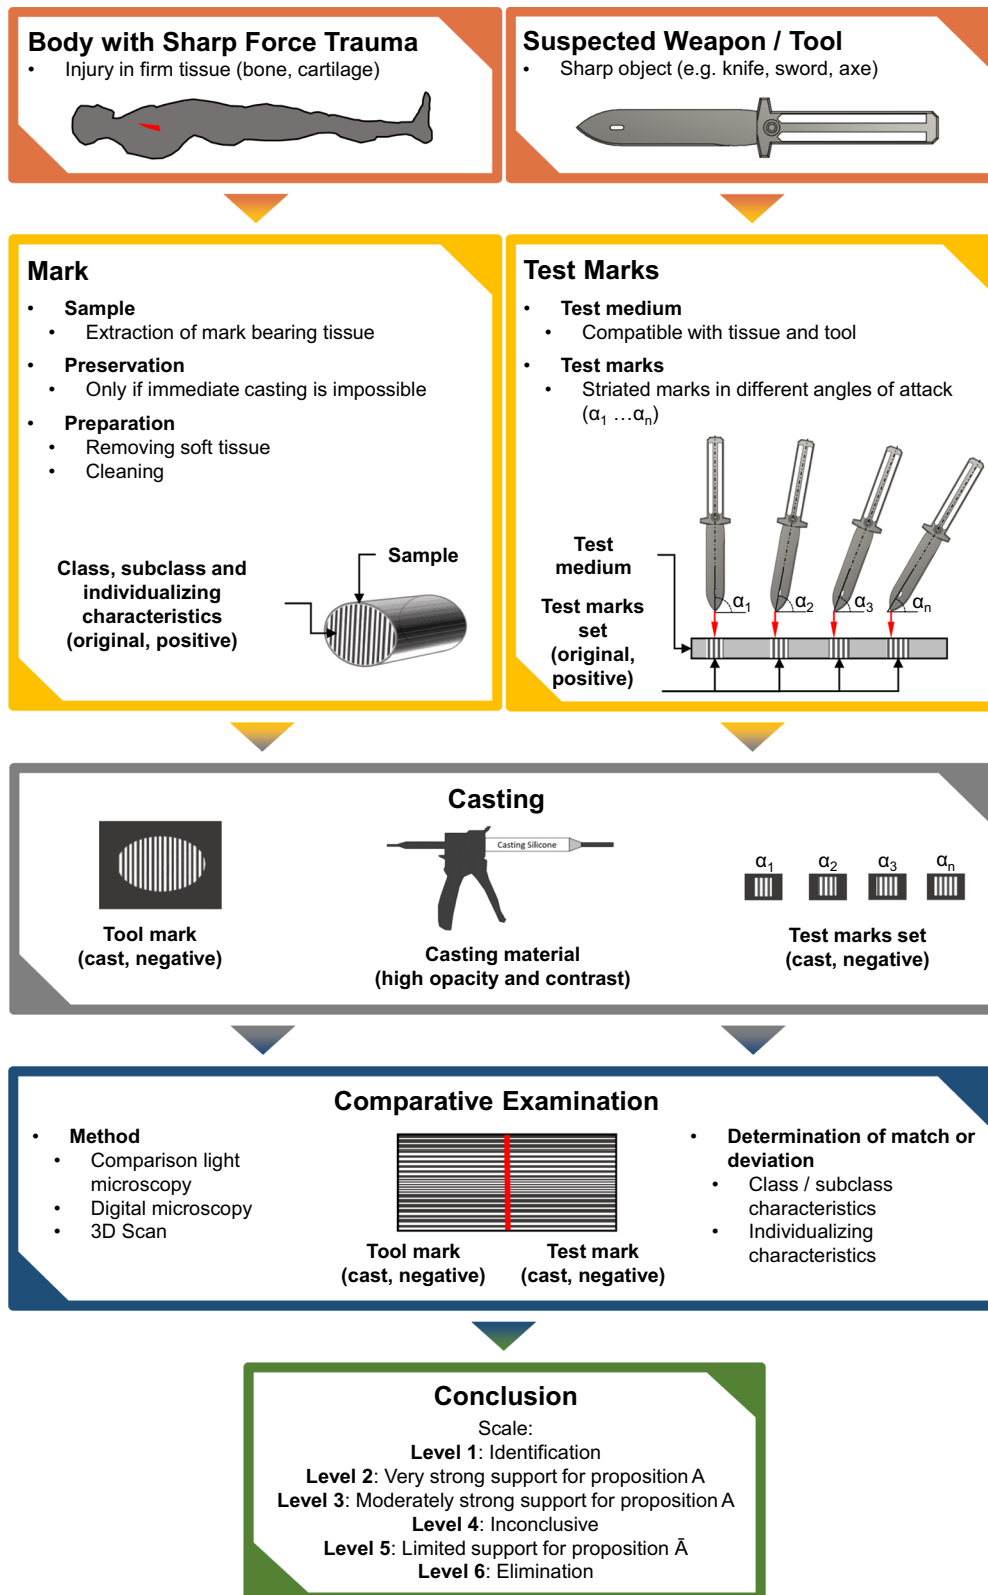 Body with Sharp Force Trauma
• Injury in firm tissue (bone, cartilage)
Suspected Weapon / Tool
• Sharp object (e.g. knife, sword, axe)
Mark
• Sample
• Extraction of mark bearing tissue
• Preservation
• Only if immediate casting is impossible
• Preparation
• Removing soft tissue
• Cleaning
Sample
Class, subclass and
individualizing
characteristics
(original, positive)
Test Marks
• Test medium
• Compatible with tissue and tool
• Test marks
• Striated marks in different angles of attack
(α₁ …αₙ)
α₁
α₂
α₃
αₙ
Test
medium
Test marks
set
(original,
positive)
Casting
Casting Silicone
α₁
α₂
α₃
αₙ
Tool mark
(cast, negative)
Casting material
(high opacity and contrast)
Test marks set
(cast, negative)
Comparative Examination
• Method
• Comparison light
microscopy
• Digital microscopy
• 3D Scan
Tool mark
(cast, negative)
Test mark
(cast, negative)
• Determination of match or
deviation
• Class / subclass
characteristics
• Individualizing
characteristics
Conclusion
Scale:
Level 1: Identification
Level 2: Very strong support for proposition A
Level 3: Moderately strong support for proposition A
Level 4: Inconclusive
Level 5: Limited support for proposition Ā
Level 6: Elimination